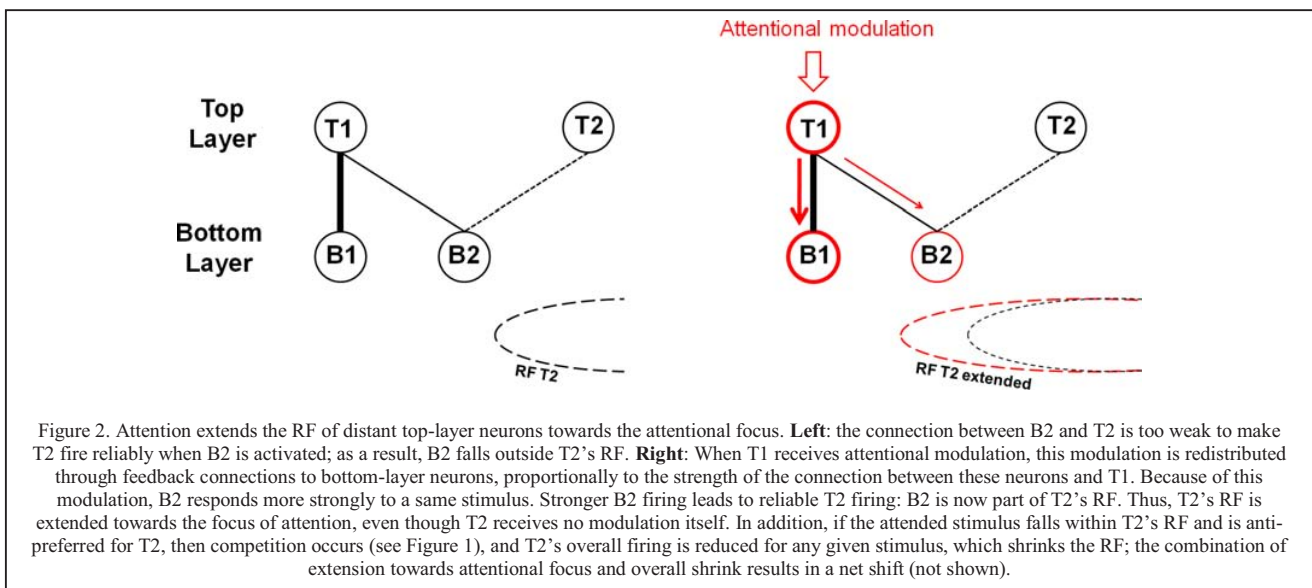 Attentional modulation
Top
Layer
T1
T2
T1
T2
Bottom
Layer
B1
B2
B1
B2
RF T2
RF T2 extended
Figure 2. Attention extends the RF of distant top-layer neurons towards the attentional focus. Left: the connection between B2 and T2 is too weak to make
T2 fire reliably when B2 is activated; as a result, B2 falls outside T2's RF. Right: When T1 receives attentional modulation, this modulation is redistributed
through feedback connections to bottom-layer neurons, proportionally to the strength of the connection between these neurons and T1. Because of this
modulation, B2 responds more strongly to a same stimulus. Stronger B2 firing leads to reliable T2 firing: B2 is now part of T2's RF. Thus, T2's RF is
extended towards the focus of attention, even though T2 receives no modulation itself. In addition, if the attended stimulus falls within T2's RF and is anti-
preferred for T2, then competition occurs (see Figure 1), and T2's overall firing is reduced for any given stimulus, which shrinks the RF; the combination of
extension towards attentional focus and overall shrink results in a net shift (not shown).